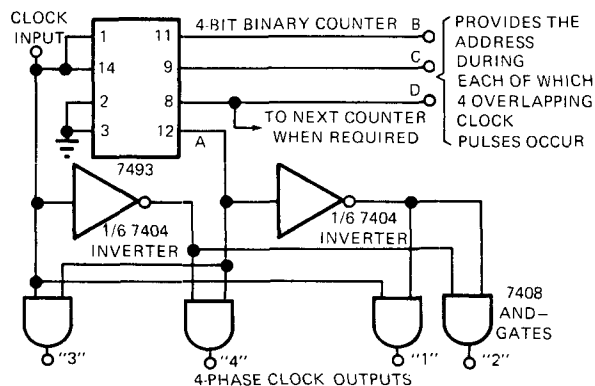 CLOCK
INPUT
4-BIT BINARY COUNTER
1
14
2
3
11
9
8
12
A
B
C
D
PROVIDES THE
ADDRESS
DURING
EACH OF WHICH
4 OVERLAPPING
CLOCK
PULSES OCCUR
TO NEXT COUNTER
WHEN REQUIRED
7493
1/6 7404
INVERTER
1/6 7404
INVERTER
7408
AND-
GATES
"3"
"4"
"1"
"2"
4-PHASE CLOCK OUTPUTS